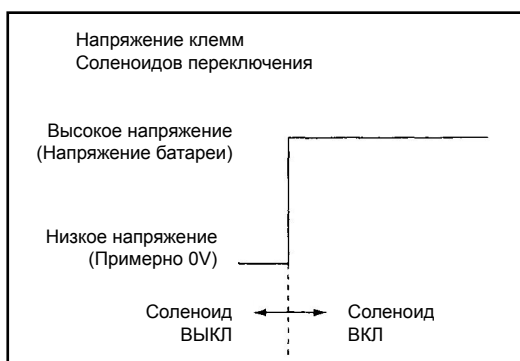 Напряжение клемм
Соленоидов переключения
Высокое напряжение
(Напряжение батареи)
Низкое напряжение
(Примерно 0V)
Соленоид Соленоид
ВЫКЛ ВКЛ